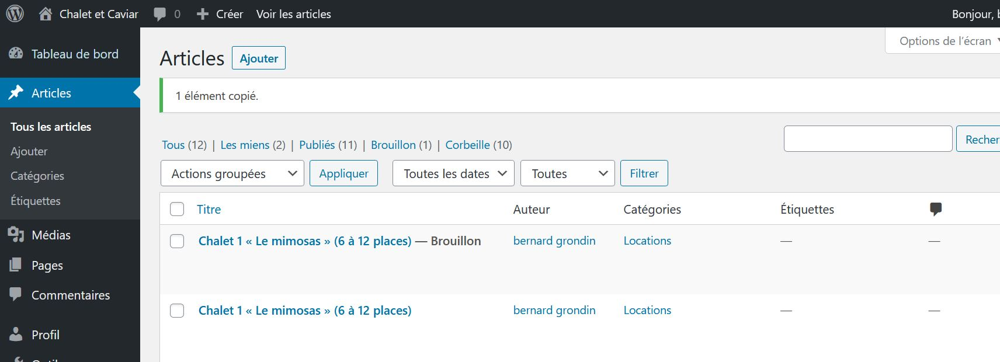 Chalet et Caviar 0 Créer Voir les articles Bonjour,
Options de l'écran
Tableau de bord
Articles
Tous les articles
Ajouter
Catégories
Étiquettes
Médias
Pages
Commentaires
Profil
Articles Ajouter
1 élément copié.
Tous (12) | Les miens (2) | Publiés (11) | Brouillon (1) | Corbeille (10)
Recher
Actions groupées Appliquer Toutes les dates Toutes Filtrer
Titre Auteur Catégories Étiquettes
Chalet 1 « Le mimosas » (6 à 12 places) — Brouillon bernard grondin Locations — —
Chalet 1 « Le mimosas » (6 à 12 places) bernard grondin Locations — —